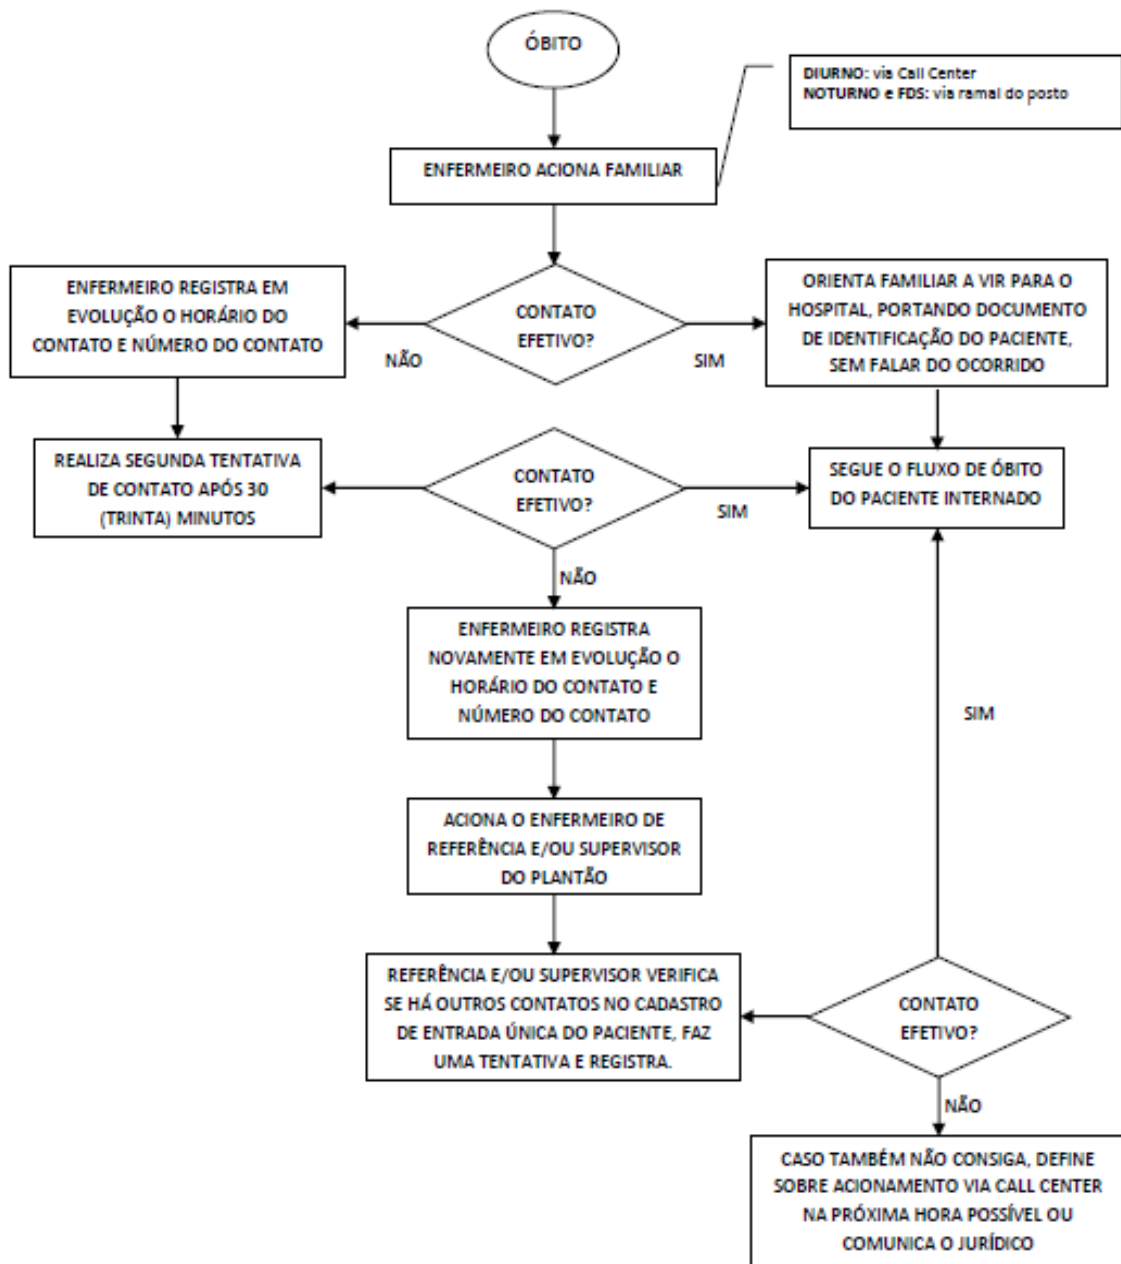 ÓBITO
DIURNO: via Call Center
NOTURNO e FDS: via ramal do posto
ENFERMEIRO ACIONA FAMILIAR
ENFERMEIRO REGISTRA EM
EVOLUÇÃO O HORÁRIO DO
CONTATO E NÚMERO DO CONTATO
NÃO
CONTATO
EFETIVO?
SIM
ORIENTA FAMILIAR A VIR PARA O
HOSPITAL, PORTANDO DOCUMENTO
DE IDENTIFICAÇÃO DO PACIENTE,
SEM FALAR DO OCORRIDO
REALIZA SEGUNDA TENTATIVA
DE CONTATO APÓS 30
(TRINTA) MINUTOS
CONTATO
EFETIVO?
SIM
SEGUE O FLUXO DE ÓBITO
DO PACIENTE INTERNADO
NÃO
ENFERMEIRO REGISTRA
NOVAMENTE EM EVOLUÇÃO O
HORÁRIO DO CONTATO E
NÚMERO DO CONTATO
SIM
ACIONA O ENFERMEIRO DE
REFERÊNCIA E/OU SUPERVISOR
DO PLANTÃO
REFERÊNCIA E/OU SUPERVISOR VERIFICA
SE HÁ OUTROS CONTATOS NO CADASTRO
DE ENTRADA ÚNICA DO PACIENTE, FAZ
UMA TENTATIVA E REGISTRA.
CONTATO
EFETIVO?
NÃO
CASO TAMBÉM NÃO CONSIGA, DEFINE
SOBRE ACIONAMENTO VIA CALL CENTER
NA PRÓXIMA HORA POSSÍVEL OU
COMUNICA O JURÍDICO